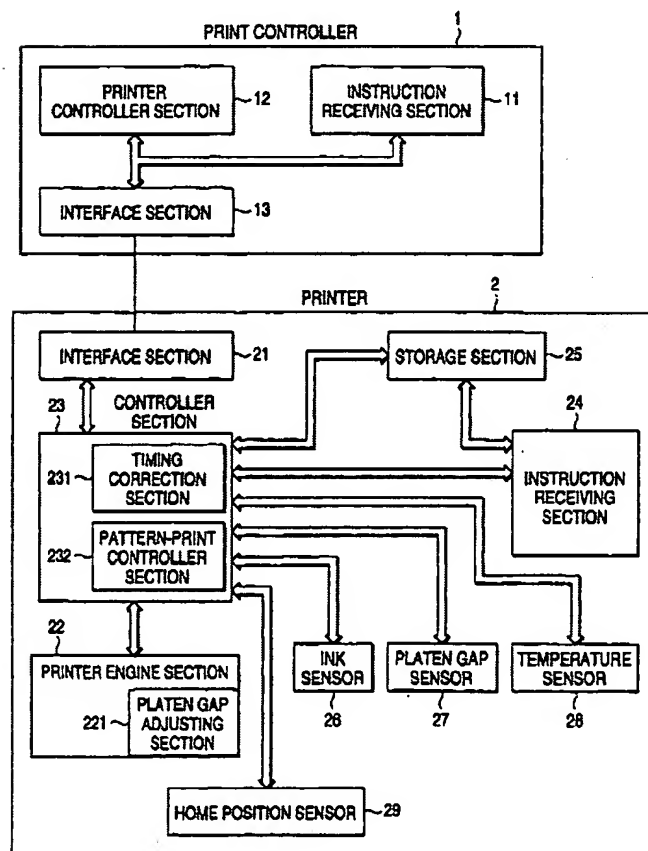 1
PRINT CONTROLLER
PRINTER
CONTROLLER SECTION
12
INSTRUCTION
RECEIVING SECTION
11
INTERFACE SECTION
13
PRINTER
2
INTERFACE SECTION
21
STORAGE SECTION
25
23
CONTROLLER
SECTION
24
231
TIMING
CORRECTION
SECTION
INSTRUCTION
RECEIVING
SECTION
232
PATTERN-PRINT
CONTROLLER
SECTION
22
PRINTER ENGINE SECTION
221
PLATEN GAP
ADJUSTING
SECTION
INK
SENSOR
26
PLATEN GAP
SENSOR
27
TEMPERATURE
SENSOR
28
HOME POSITION SENSOR
29